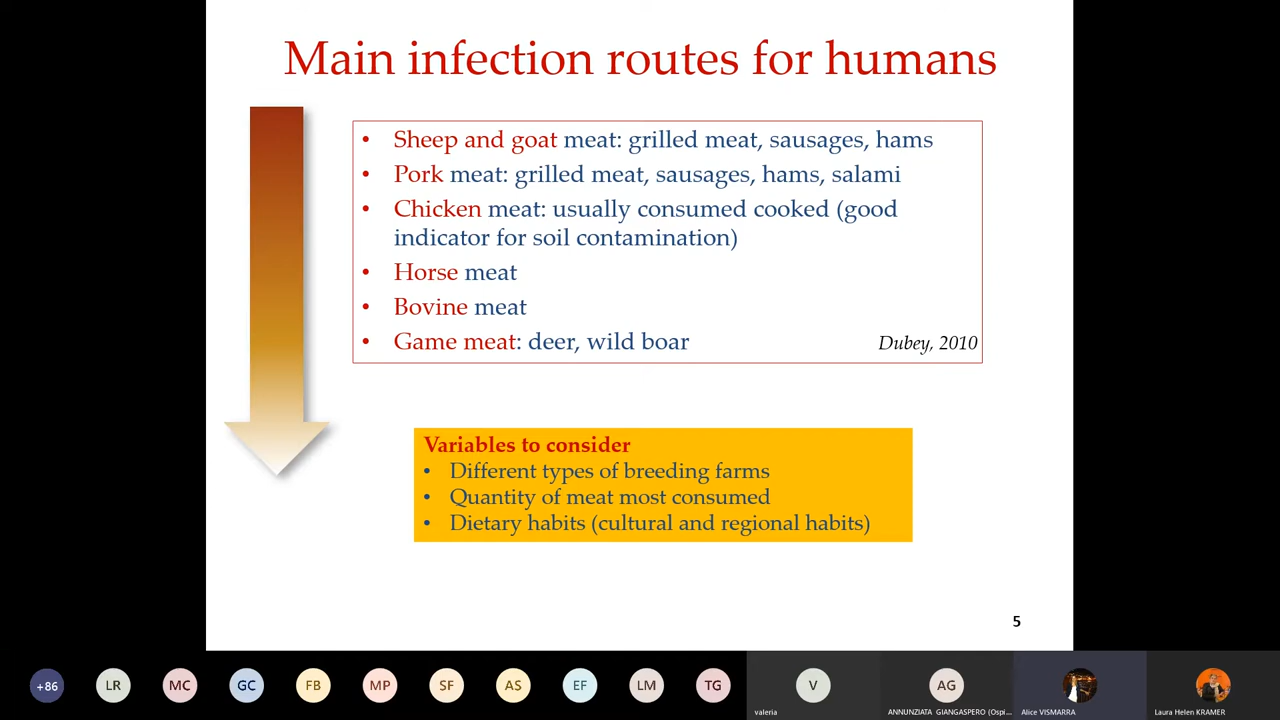 Main infection routes for humans
• Sheep and goat meat: grilled meat, sausages, hams
• Pork meat: grilled meat, sausages, hams, salami
• Chicken meat: usually consumed cooked (good
indicator for soil contamination)
• Horse meat
• Bovine meat
• Game meat: deer, wild boar
Dubey, 2010
Variables to consider
• Different types of breeding farms
• Quantity of meat most consumed
• Dietary habits (cultural and regional habits)
5
+86 LR MC GC FB MP SF AS EF LM TG V AG
valeria
ANNUNZIATA GIANGASPERO (Ospi...
Alice VISMARRA
Laura Helen KRAMER